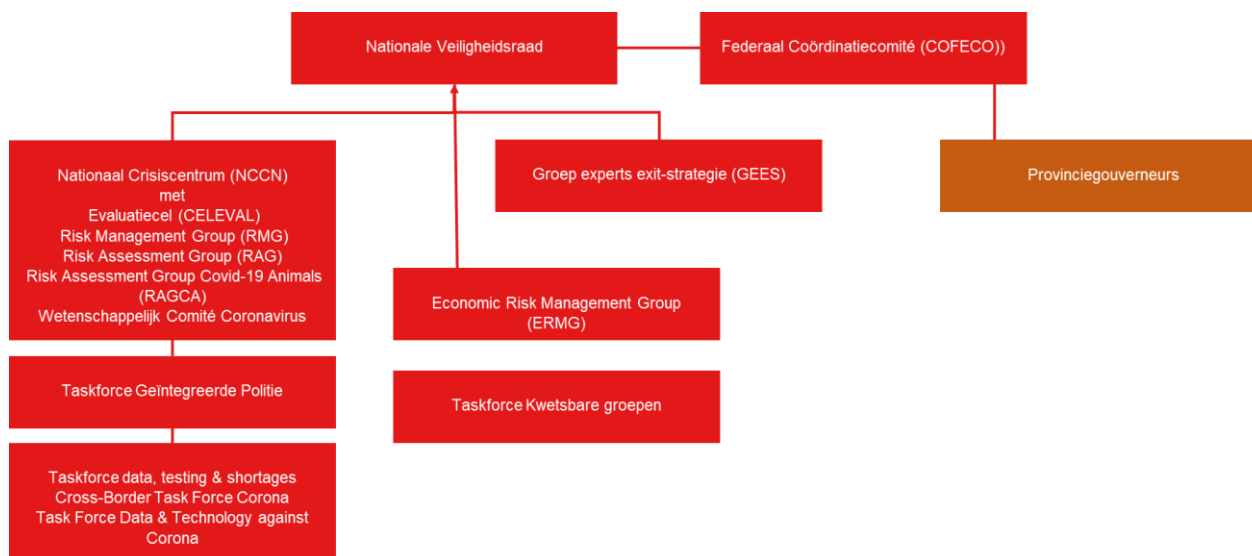 Nationale Veiligheidsraad
Federaal Coördinatiecomité (COFECO))
Nationaal Crisiscentrum (NCCN)
met
Evaluatiecel (CELEVAL)
Risk Management Group (RMG)
Risk Assessment Group (RAG)
Risk Assessment Group Covid-19 Animals
(RAGCA)
Wetenschappelijk Comité Coronavirus
Groep experts exit-strategie (GEES)
Provinciegouverneurs
Economic Risk Management Group
(ERMG)
Taskforce Geïntegreerde Politie
Taskforce Kwetsbare groepen
Taskforce data, testing & shortages
Cross-Border Task Force Corona
Task Force Data & Technology against
Corona